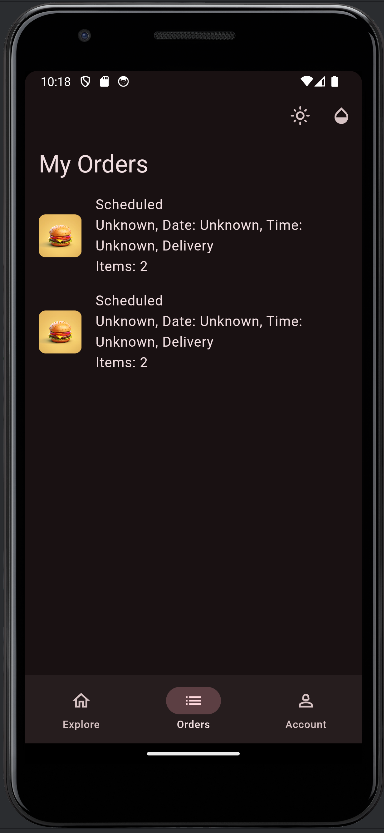 10:18
My Orders
Scheduled
Unknown, Date: Unknown, Time:
Unknown, Delivery
Items: 2
Scheduled
Unknown, Date: Unknown, Time:
Unknown, Delivery
Items: 2
Explore
Orders
Account